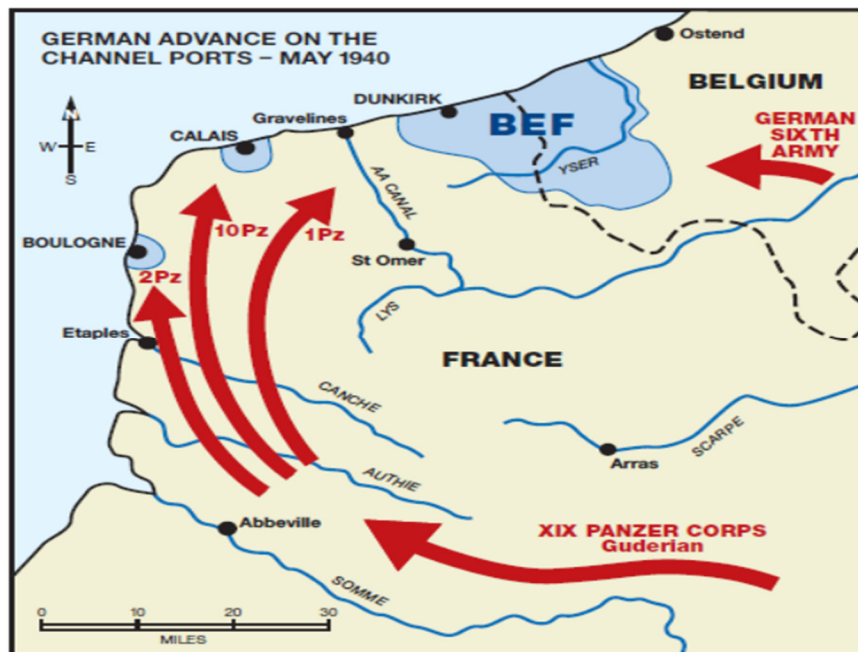 GERMAN ADVANCE ON THE
CHANNEL PORTS – MAY 1940
Ostend
BELGIUM
DUNKIRK
Gravelines
BEF
GERMAN
SIXTH
ARMY
CALAIS
N
W
E
S
YSER
AA CANAL
10Pz
1Pz
BOULOGNE
St Omer
2Pz
LYS
Etaples
FRANCE
CANCHE
SCARPE
Arras
AUTHIE
Abbeville
XIX PANZER CORPS
Guderian
SOMME
0 10 20 30
MILES